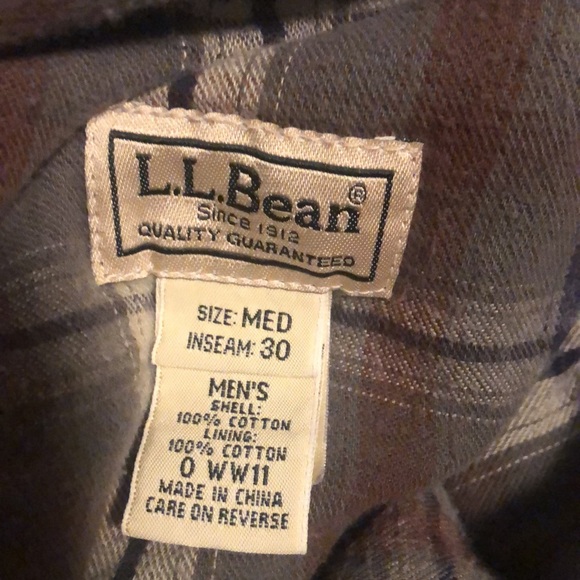 L.L.Bean®
Since 1912
QUALITY GUARANTEED
SIZE: MED
INSEAM: 30
MEN'S
SHELL:
100% COTTON
LINING:
100% COTTON
0 WW11
MADE IN CHINA
CARE ON REVERSE